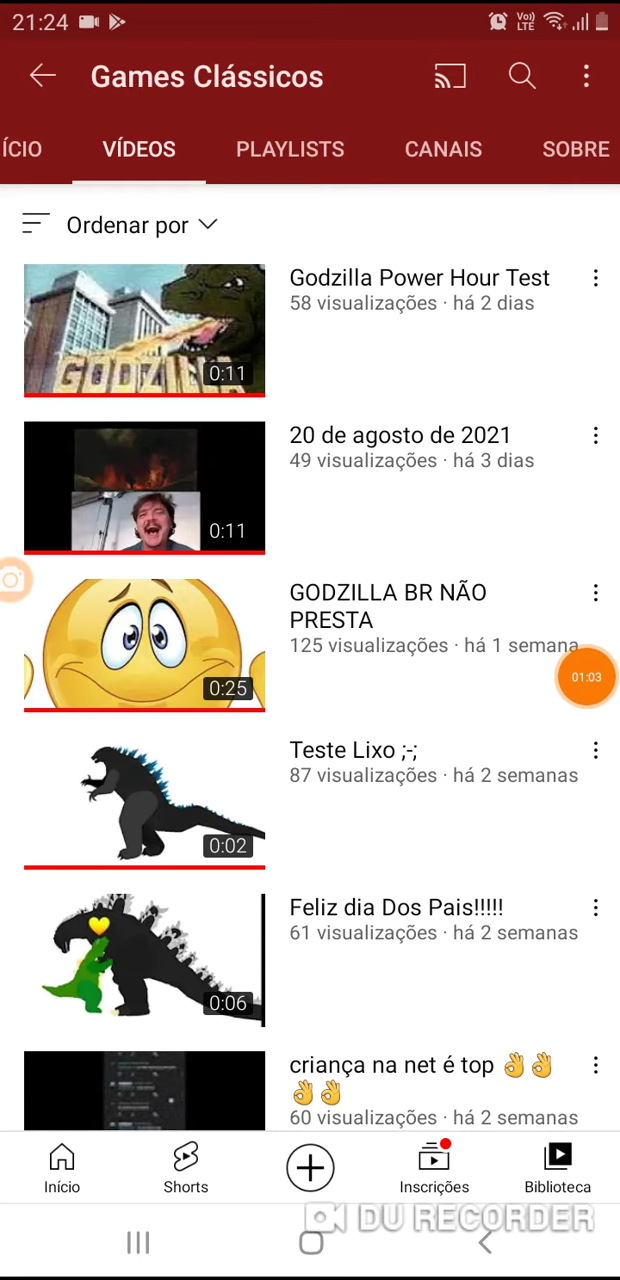 21:24
Vo))
LTE
Games Clássicos
ÍCIO VÍDEOS PLAYLISTS CANAIS SOBRE
Ordenar por
GODZILLA
0:11
Godzilla Power Hour Test
58 visualizações · há 2 dias
0:11
20 de agosto de 2021
49 visualizações · há 3 dias
0:25
GODZILLA BR NÃO
PRESTA
125 visualizações · há 1 semana
01:03
0:02
Teste Lixo ;-;
87 visualizações · há 2 semanas
0:06
Feliz dia Dos Pais!!!!!
61 visualizações · há 2 semanas
criança na net é top 👌👌
👌👌
60 visualizações · há 2 semanas
Início Shorts Inscrições Biblioteca
DU RECORDER